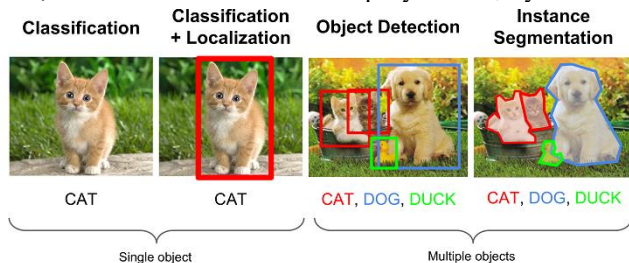 Classification
Classification
+ Localization
Object Detection
Instance
Segmentation
CAT
CAT
CAT, DOG, DUCK
CAT, DOG, DUCK
Single object
Multiple objects